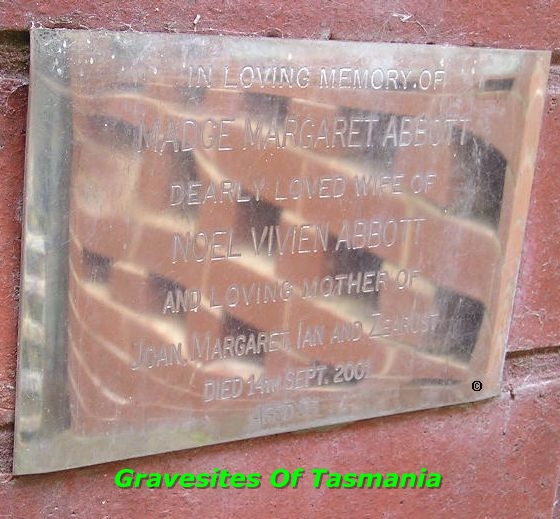 IN LOVING MEMORY OF
MADGE MARGARET ABBOTT
DEARLY LOVED WIFE OF
NOEL VIVIEN ABBOTT
AND LOVING MOTHER OF
JOAN, MARGARET, IAN AND
DIED 14TH SEPT. 2001
AGED
©
Gravesites Of Tasmania